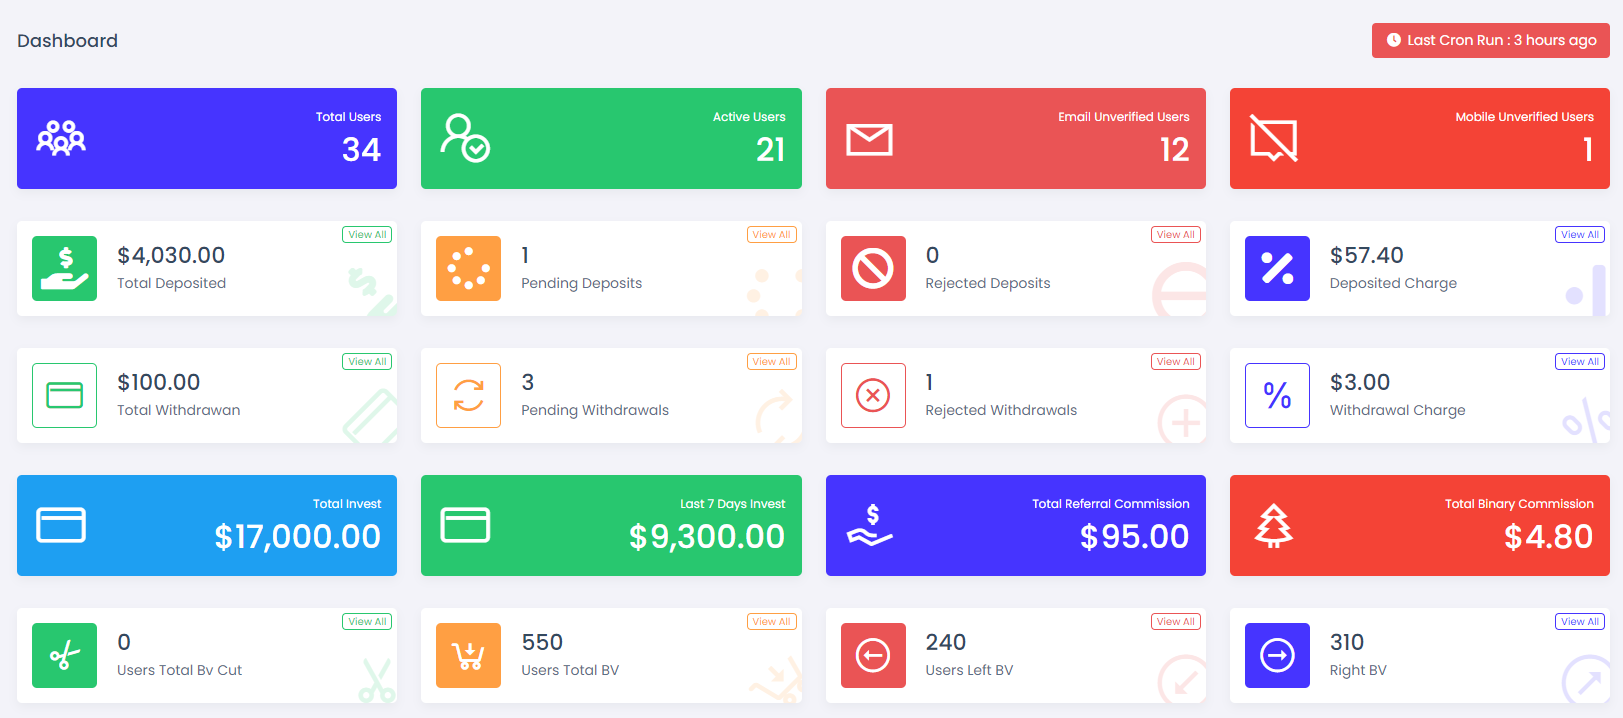 Dashboard
Last Cron Run : 3 hours ago
Total Users
34
Active Users
21
Email Unverified Users
12
Mobile Unverified Users
1
View All
$4,030.00
Total Deposited
View All
1
Pending Deposits
View All
0
Rejected Deposits
View All
$57.40
Deposited Charge
View All
$100.00
Total Withdrawan
View All
3
Pending Withdrawals
View All
1
Rejected Withdrawals
View All
$3.00
Withdrawal Charge
Total Invest
$17,000.00
Last 7 Days Invest
$9,300.00
Total Referral Commission
$95.00
Total Binary Commission
$4.80
View All
0
Users Total Bv Cut
View All
550
Users Total BV
View All
240
Users Left BV
View All
310
Right BV